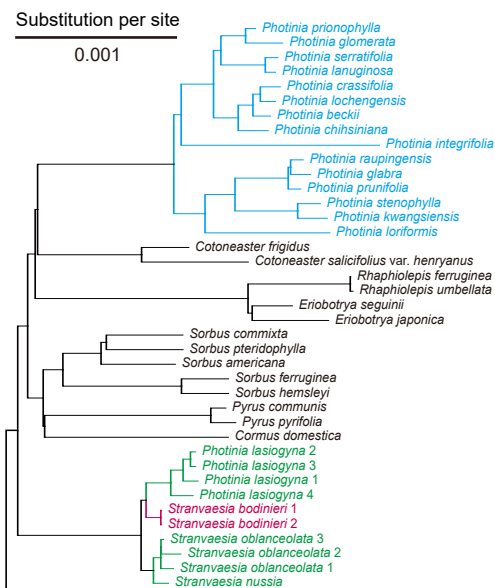 Substitution per site
0.001
Photinia prionophylla
Photinia glomerata
Photinia serratifolia
Photinia lanuginosa
Photinia crassifolia
Photinia lochengensis
Photinia beckii
Photinia chihsiniana
Photinia integrifolia
Photinia raupingensis
Photinia glabra
Photinia prunifolia
Photinia stenophylla
Photinia kwangsiensis
Photinia loriformis
Cotoneaster frigidus
Cotoneaster salicifolius var. henryanus
Rhaphiolepis ferruginea
Rhaphiolepis umbellata
Eriobotrya seguinii
Eriobotrya japonica
Sorbus commixta
Sorbus pteridophylla
Sorbus americana
Sorbus ferruginea
Sorbus hemsleyi
Pyrus communis
Pyrus pyrifolia
Cormus domestica
Photinia lasiogyna 2
Photinia lasiogyna 3
Photinia lasiogyna 1
Photinia lasiogyna 4
Stranvaesia bodinieri 1
Stranvaesia bodinieri 2
Stranvaesia oblanceolata 3
Stranvaesia oblanceolata 2
Stranvaesia oblanceolata 1
Stranvaesia nussia